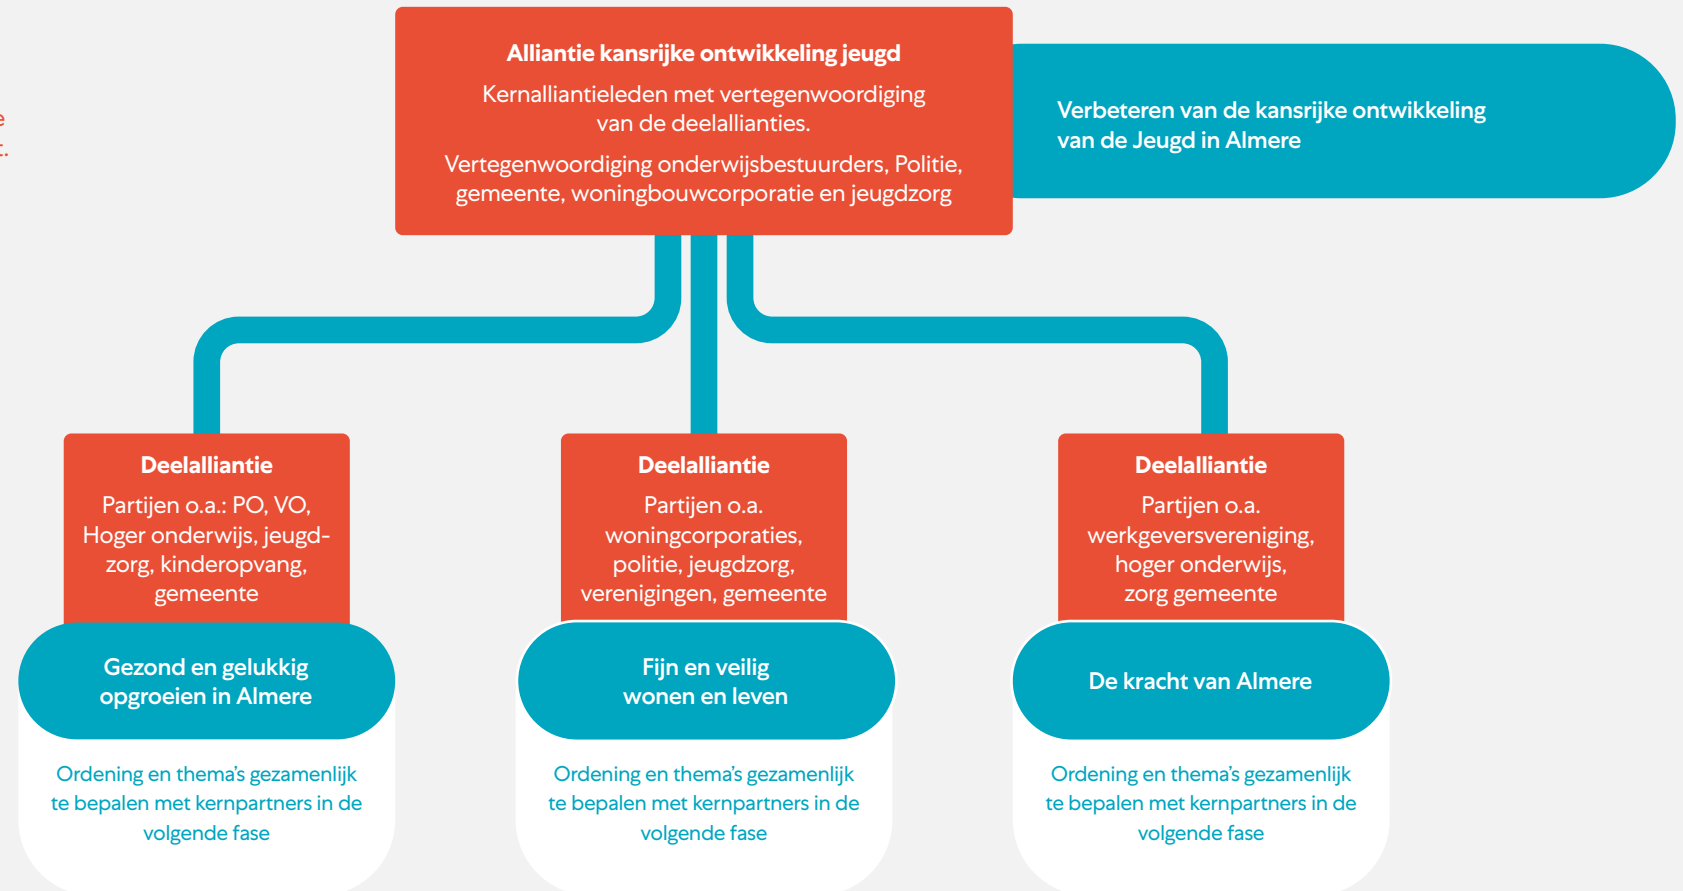 Alliantie kansrijke ontwikkeling jeugd
Kernalliantieleden met vertegenwoordiging
van de deelallianties.
Vertegenwoordiging onderwijsbestuurders, Politie,
gemeente, woningbouwcorporatie en jeugdzorg
Verbeteren van de kansrijke ontwikkeling
van de Jeugd in Almere
Deelalliantie
Partijen o.a.: PO, VO,
Hoger onderwijs, jeugd-
zorg, kinderopvang,
gemeente
Gezond en gelukkig
opgroeien in Almere
Ordening en thema's gezamenlijk
te bepalen met kernpartners in de
volgende fase
Deelalliantie
Partijen o.a.
woningcorporaties,
politie, jeugdzorg,
verenigingen, gemeente
Fijn en veilig
wonen en leven
Ordening en thema's gezamenlijk
te bepalen met kernpartners in de
volgende fase
Deelalliantie
Partijen o.a.
werkgeversvereniging,
hoger onderwijs,
zorg gemeente
De kracht van Almere
Ordening en thema's gezamenlijk
te bepalen met kernpartners in de
volgende fase